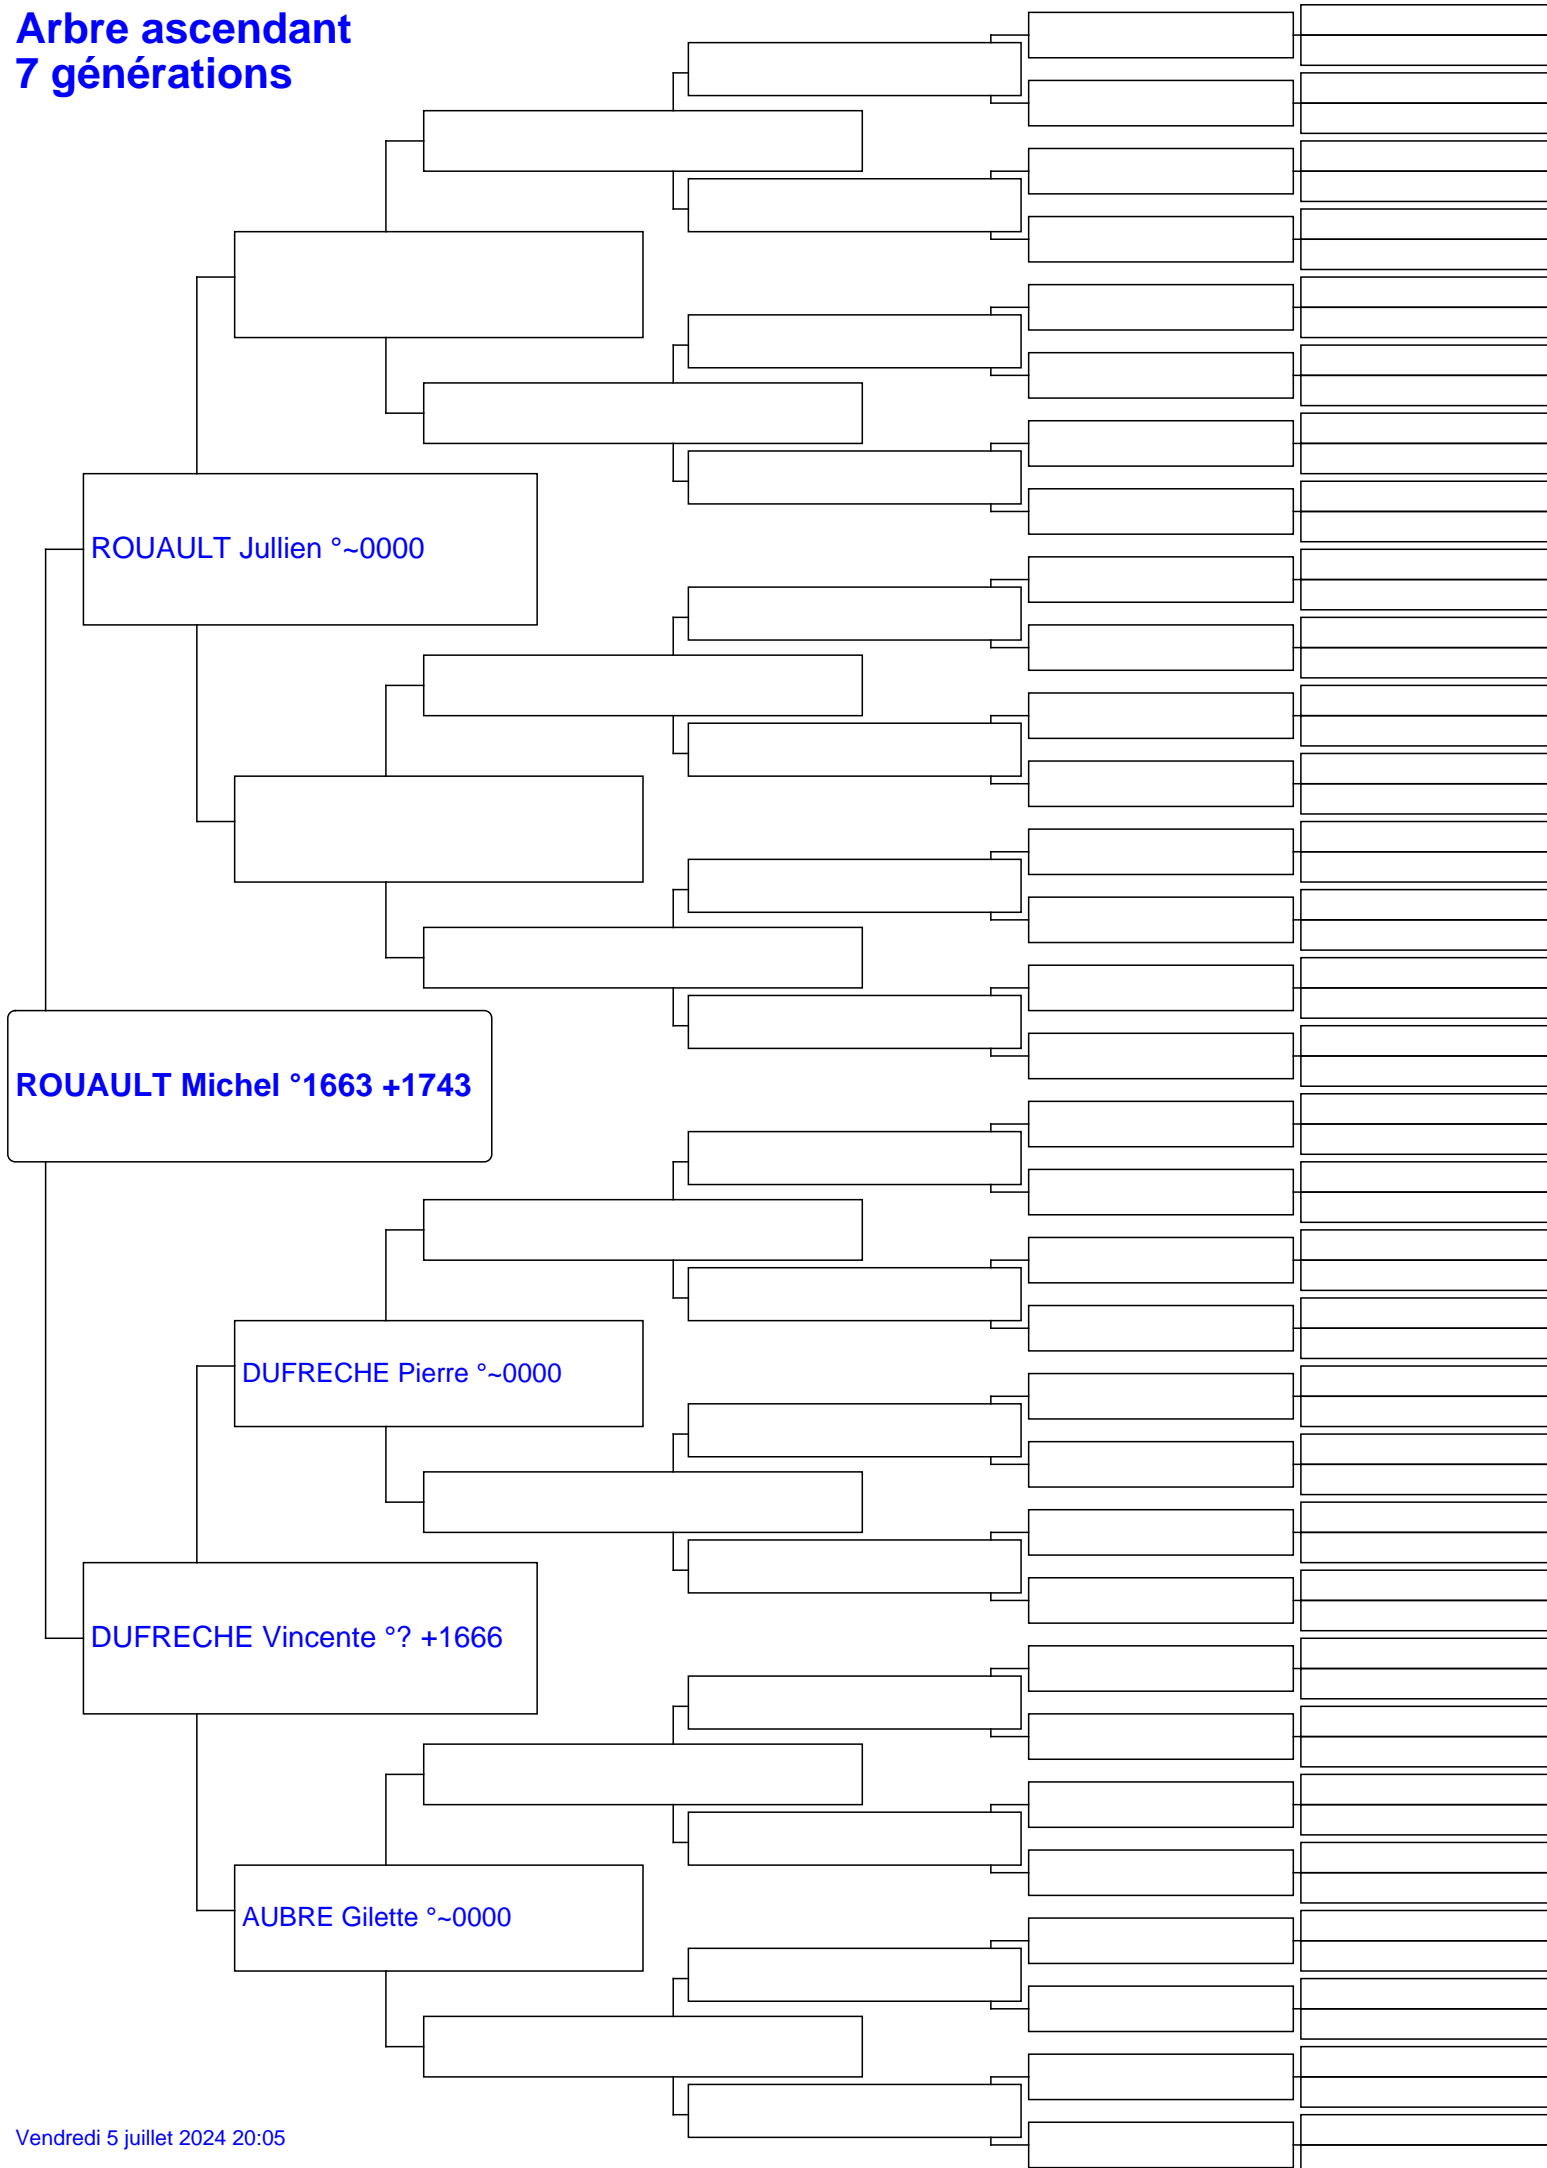 Arbre ascendant
7 générations
ROUAULT Jullien °~0000
ROUAULT Michel °1663 +1743
DUFRECHE Pierre °~0000
DUFRECHE Vincente °? +1666
AUBRE Gilette °~0000
Vendredi 5 juillet 2024 20:05